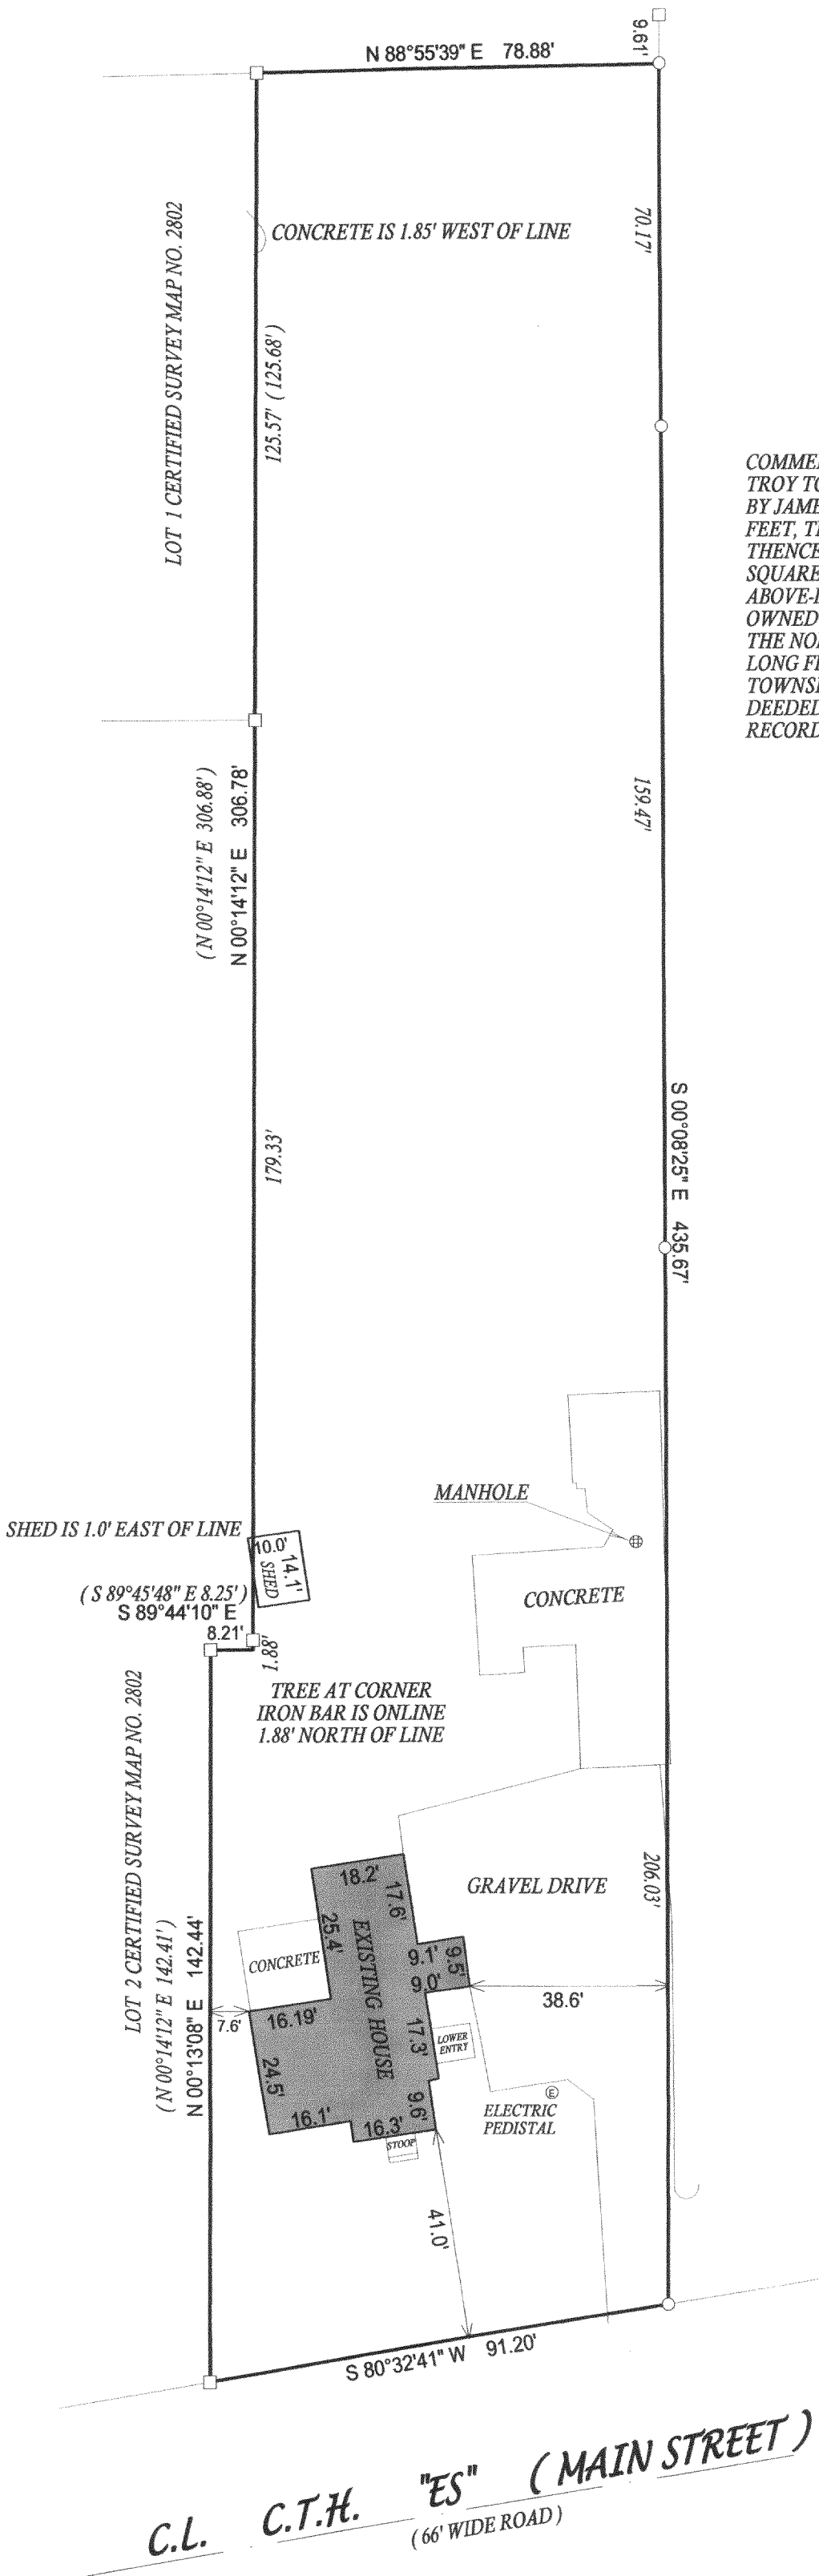 N 88°55'39" E 78.88'
9.61'
70.17'
CONCRETE IS 1.85' WEST OF LINE
LOT 1 CERTIFIED SURVEY MAP NO. 2802
125.57' ( 125.68' )
TROY TO
BY JAME
FEET, T
THENCE
SQUARE
ABOVE-
OWNED
THE NO
LONG F
TOWNS
DEEDED
RECORD
( N 00°14'12" E 306.88' )
N 00°14'12" E 306.78'
159.47'
179.33'
S 00°08'25" E 435.67'
MANHOLE
SHED IS 1.0' EAST OF LINE
10.0'
14.1'
SHED
( S 89°45'48" E 8.25' )
S 89°44'10" E
8.21'
1.88'
CONCRETE
TREE AT CORNER
IRON BAR IS ONLINE
1.88' NORTH OF LINE
LOT 2 CERTIFIED SURVEY MAP NO. 2802
( N 00°14'12" E 142.41' )
N 00°13'08" E 142.44'
206.03'
GRAVEL DRIVE
18.2'
17.6'
25.4'
EXISTING HOUSE
CONCRETE
9.1'
9.5'
9.0'
38.6'
7.6'
16.19'
17.3'
LOWER
ENTRY
24.5'
9.6'
16.1'
16.3'
STOOP
E
ELECTRIC
PEDISTAL
41.0'
S 80°32'41" W 91.20'
C.L. C.T.H. "ES" ( MAIN STREET )
( 66' WIDE ROAD )